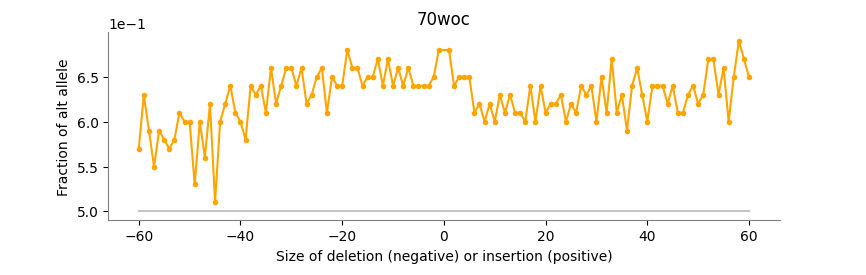 70woc
1e−1
Fraction of alt allele
6.5
6.0
5.5
5.0
−60 −40 −20 0 20 40 60
Size of deletion (negative) or insertion (positive)